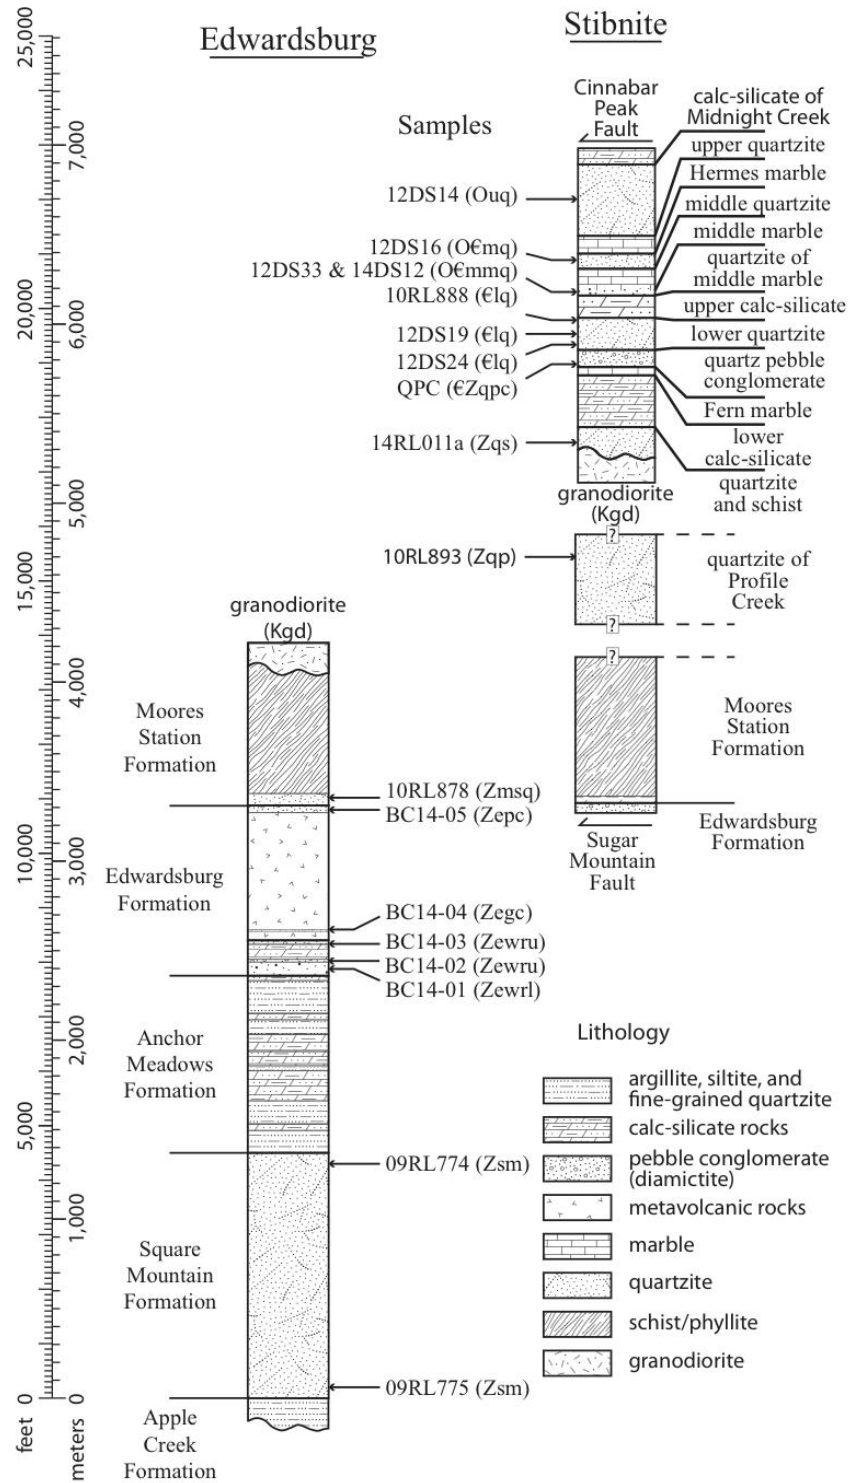 Edwardsburg
Stibnite
Samples
Cinnabar
Peak
Fault
calc-silicate of
Midnight Creek
upper quartzite
Hermes marble
middle quartzite
middle marble
quartzite of
middle marble
upper calc-silicate
lower quartzite
quartz pebble
conglomerate
Fern marble
lower
calc-silicate
quartzite
and schist
12DS14 (Ouq)
12DS16 (O€mq)
12DS33 & 14DS12 (O€mmq)
10RL888 (€lq)
12DS19 (€lq)
12DS24 (€lq)
QPC (€Zqpc)
14RL011a (Zqs)
granodiorite
(Kgd)
?
10RL893 (Zqp)
quartzite of
Profile
Creek
?
?
Moores
Station
Formation
Edwardsburg
Formation
Sugar
Mountain
Fault
granodiorite
(Kgd)
Moores
Station
Formation
10RL878 (Zmsq)
BC14-05 (Zepc)
Edwardsburg
Formation
BC14-04 (Zegc)
BC14-03 (Zewru)
BC14-02 (Zewru)
BC14-01 (Zewrl)
Anchor
Meadows
Formation
09RL774 (Zsm)
Square
Mountain
Formation
09RL775 (Zsm)
Apple
Creek
Formation
Lithology
argillite, siltite, and
fine-grained quartzite
calc-silicate rocks
pebble conglomerate
(diamictite)
metavolcanic rocks
marble
quartzite
schist/phyllite
granodiorite
25,000
20,000
15,000
10,000
5,000
0
feet
7,000
6,000
5,000
4,000
3,000
2,000
1,000
0
meters